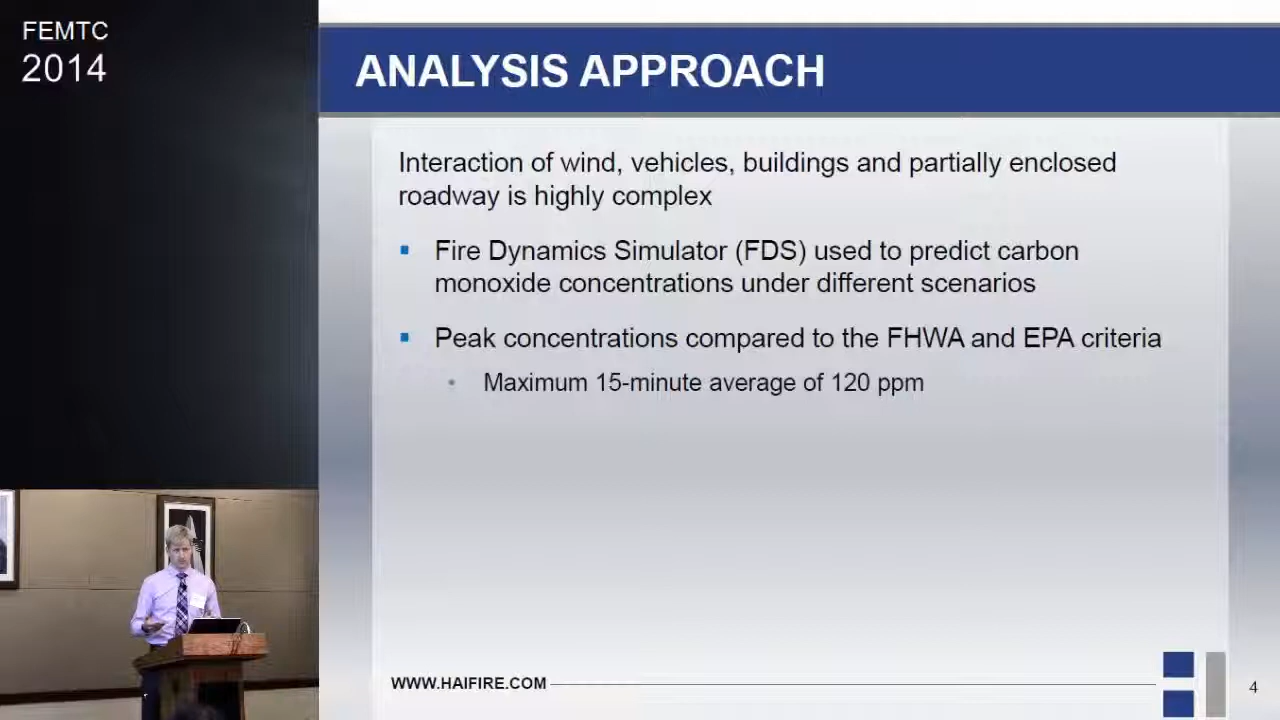 FEMTC
2014
ANALYSIS APPROACH
Interaction of wind, vehicles, buildings and partially enclosed
roadway is highly complex
Fire Dynamics Simulator (FDS) used to predict carbon
monoxide concentrations under different scenarios
Peak concentrations compared to the FHWA and EPA criteria
Maximum 15-minute average of 120 ppm
WWW.HAIFIRE.COM
4